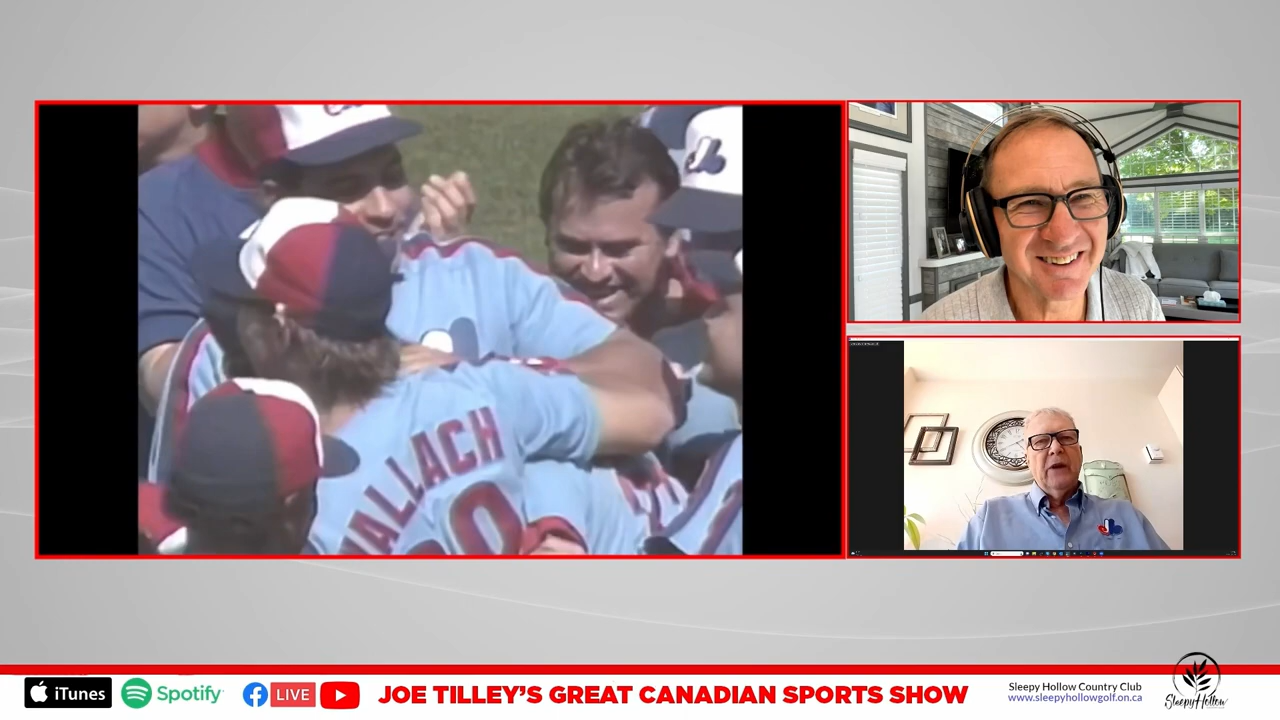 WALLACH
iTunes
Spotify
LIVE
JOE TILLEY'S GREAT CANADIAN SPORTS SHOW
Sleepy Hollow Country Club
www.sleepyhollowgolf.on.ca
Sleepy Hollow